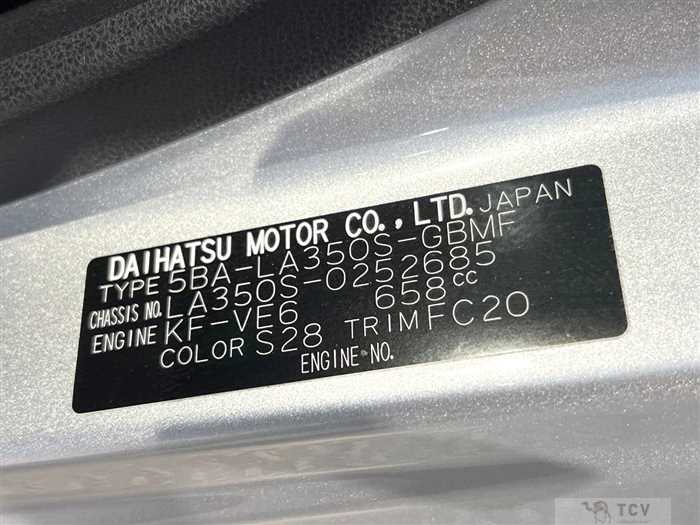 DAIHATSU MOTOR CO., LTD. JAPAN
TYPE 5BA-LA350S-GBMF
CHASSIS NO. LA350S-0252685
ENGINE KF-VE6 658cc
COLOR S28 TRIM FC20
ENGINE NO.
TCV